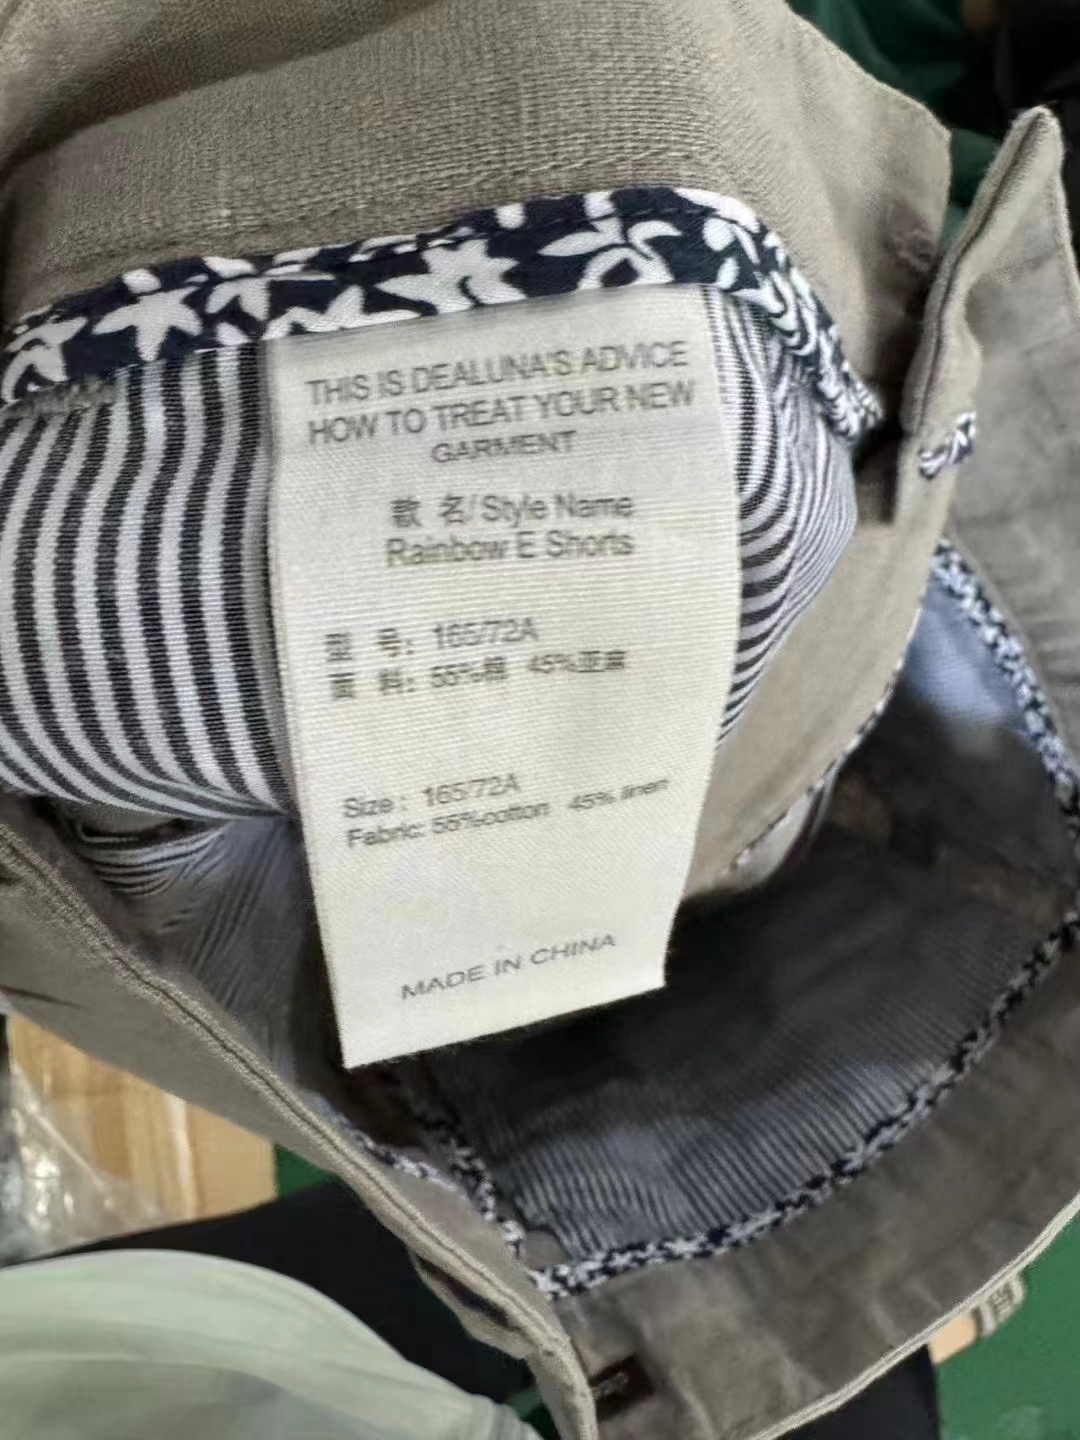 THIS IS DEALUNA'S ADVICE
HOW TO TREAT YOUR NEW
GARMENT
款 名/Style Name
Rainbow E Shorts
型 号: 165/72A
面 料: 55%棉 45%亚麻
Size : 165/72A
Fabric: 55%cotton 45% linen
MADE IN CHINA